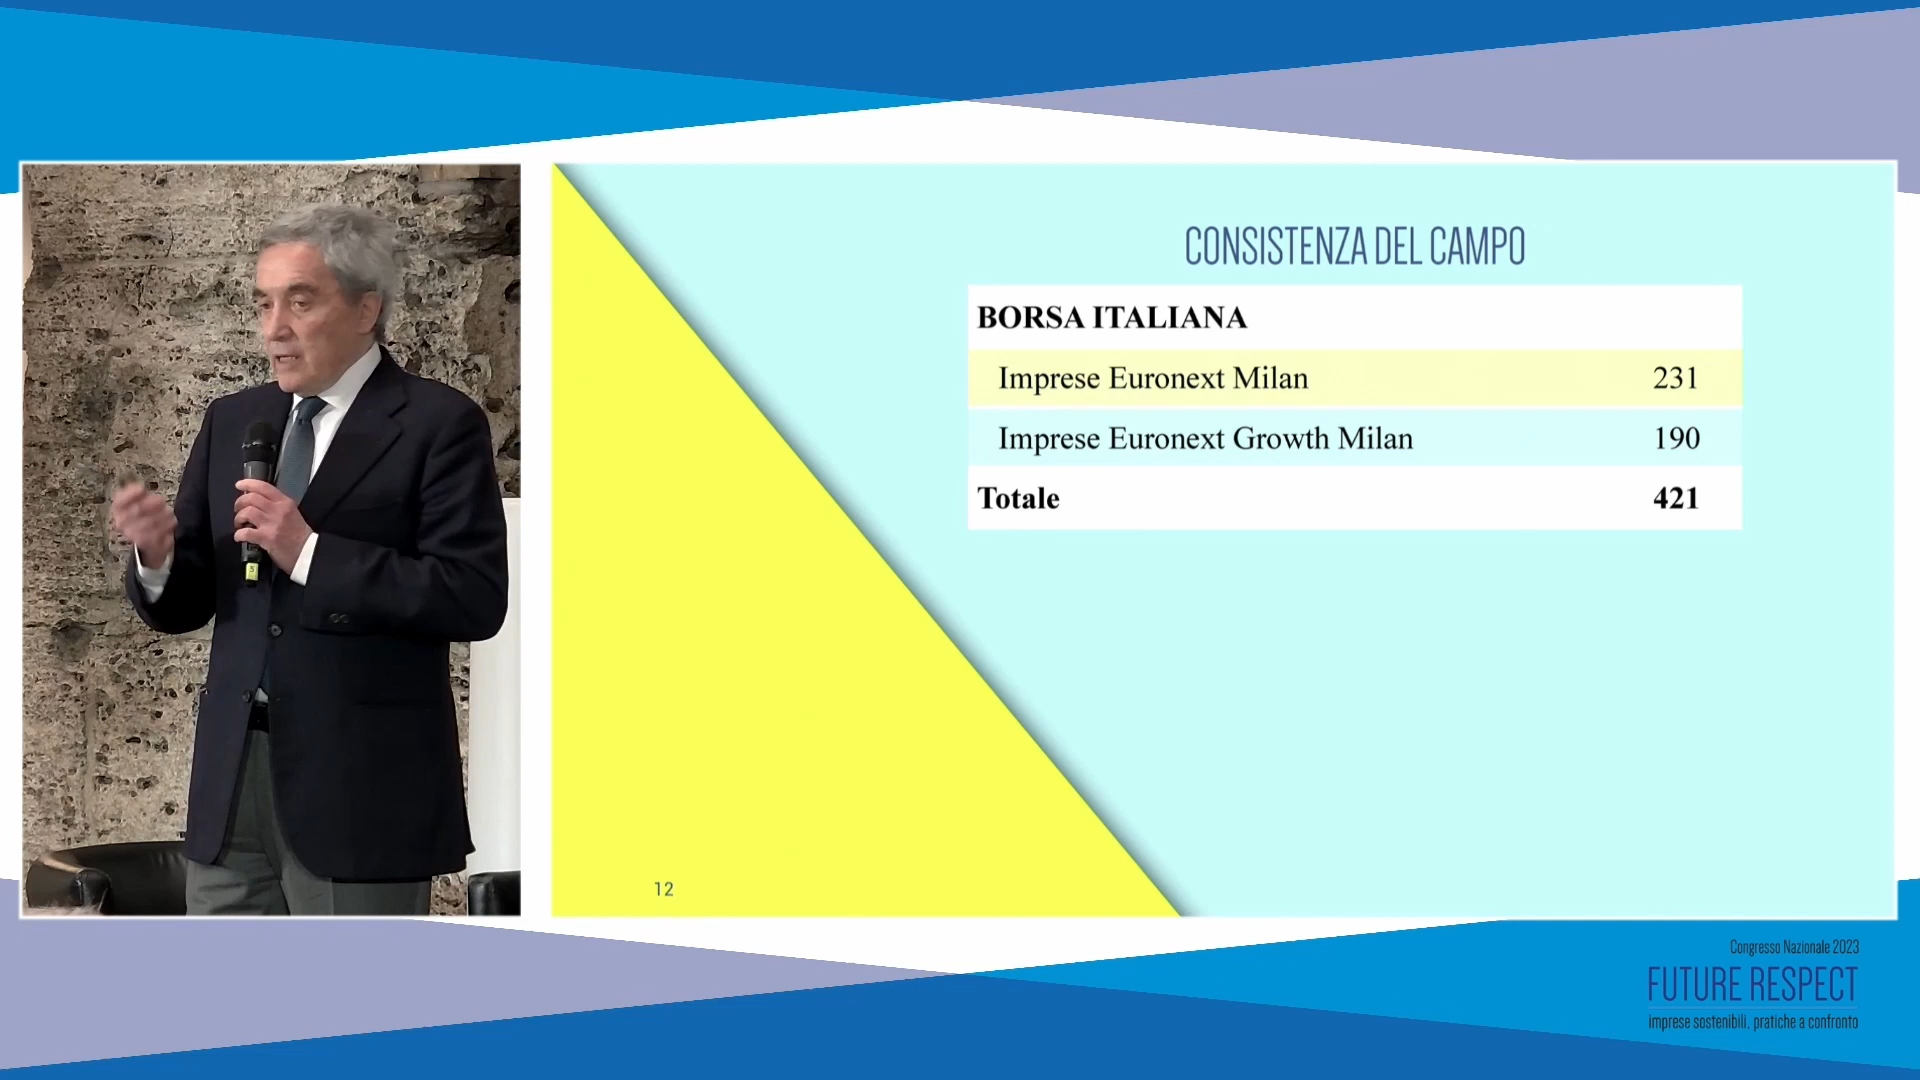 CONSISTENZA DEL CAMPO
BORSA ITALIANA
Imprese Euronext Milan 231
Imprese Euronext Growth Milan 190
Totale 421
12
Congresso Nazionale 2023
FUTURE RESPECT
imprese sostenibili, pratiche a confronto